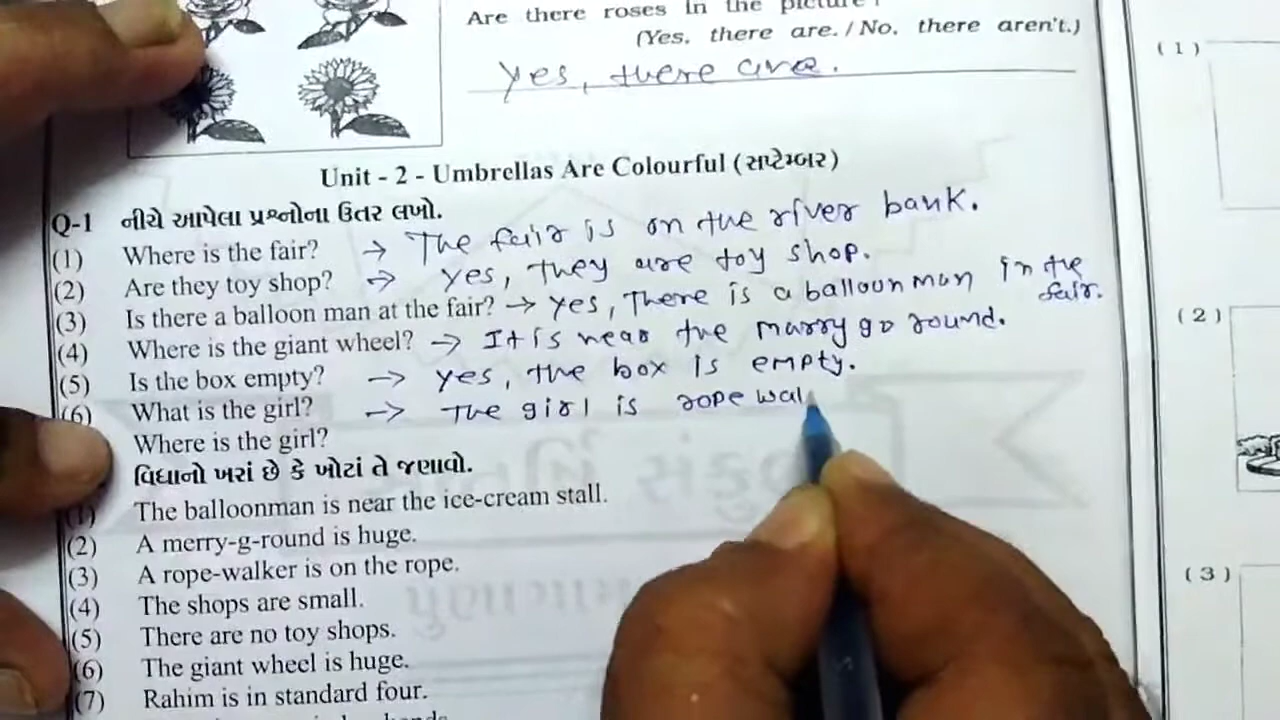 Are there roses in the picture?
(Yes, there are. / No, there aren't.)
Yes, there are.
Unit - 2 - Umbrellas Are Colourful (સપ્ટેમ્બર)
Q-1 નીચે આપેલા પ્રશ્નોના ઉતર લખો.
(1) Where is the fair? → The fair is on the river bank.
(2) Are they toy shop? → Yes, they are toy shop.
(3) Is there a balloon man at the fair? → Yes, There is a balloon man in the fair.
(4) Where is the giant wheel? → It is near the marry go round.
(5) Is the box empty? → Yes, the box is empty.
(6) What is the girl? → The girl is rope wal
Where is the girl?
વિધાનો ખરાં છે કે ખોટાં તે જણાવો.
(1) The balloonman is near the ice-cream stall.
(2) A merry-g-round is huge.
(3) A rope-walker is on the rope.
(4) The shops are small.
(5) There are no toy shops.
(6) The giant wheel is huge.
(7) Rahim is in standard four.
(1)
(2)
(3)